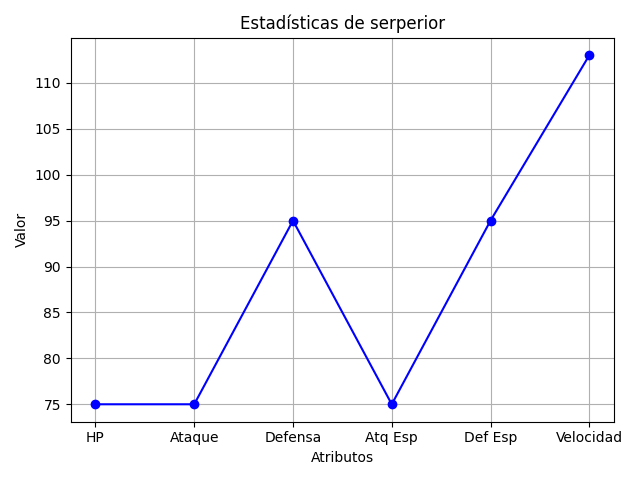 Estadísticas de serperior
Valor
110
105
100
95
90
85
80
75
HP Ataque Defensa Atq Esp Def Esp Velocidad
Atributos